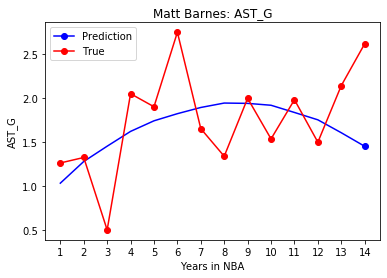 Matt Barnes: AST_G
Prediction
True
2.5
2.0
1.5
1.0
0.5
AST_G
1 2 3 4 5 6 7 8 9 10 11 12 13 14
Years in NBA